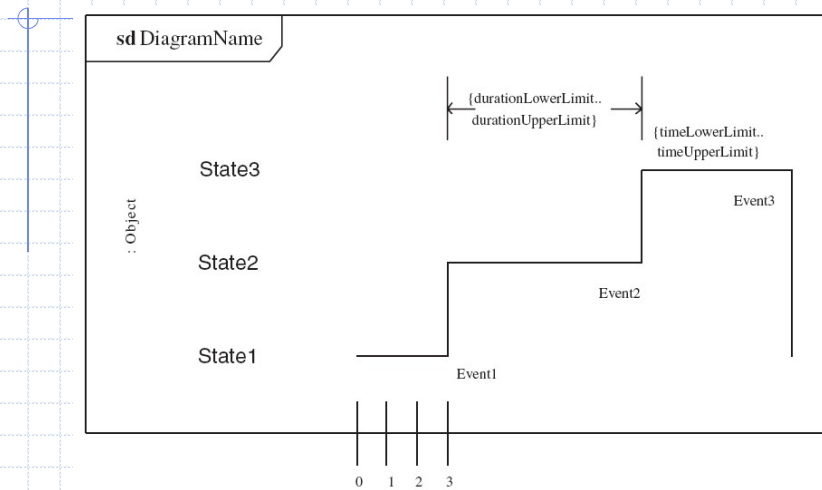 sd DiagramName
{durationLowerLimit..
durationUpperLimit}
{timeLowerLimit..
timeUpperLimit}
State3
Event3
: Object
State2
Event2
State1
Event1
0 1 2 3